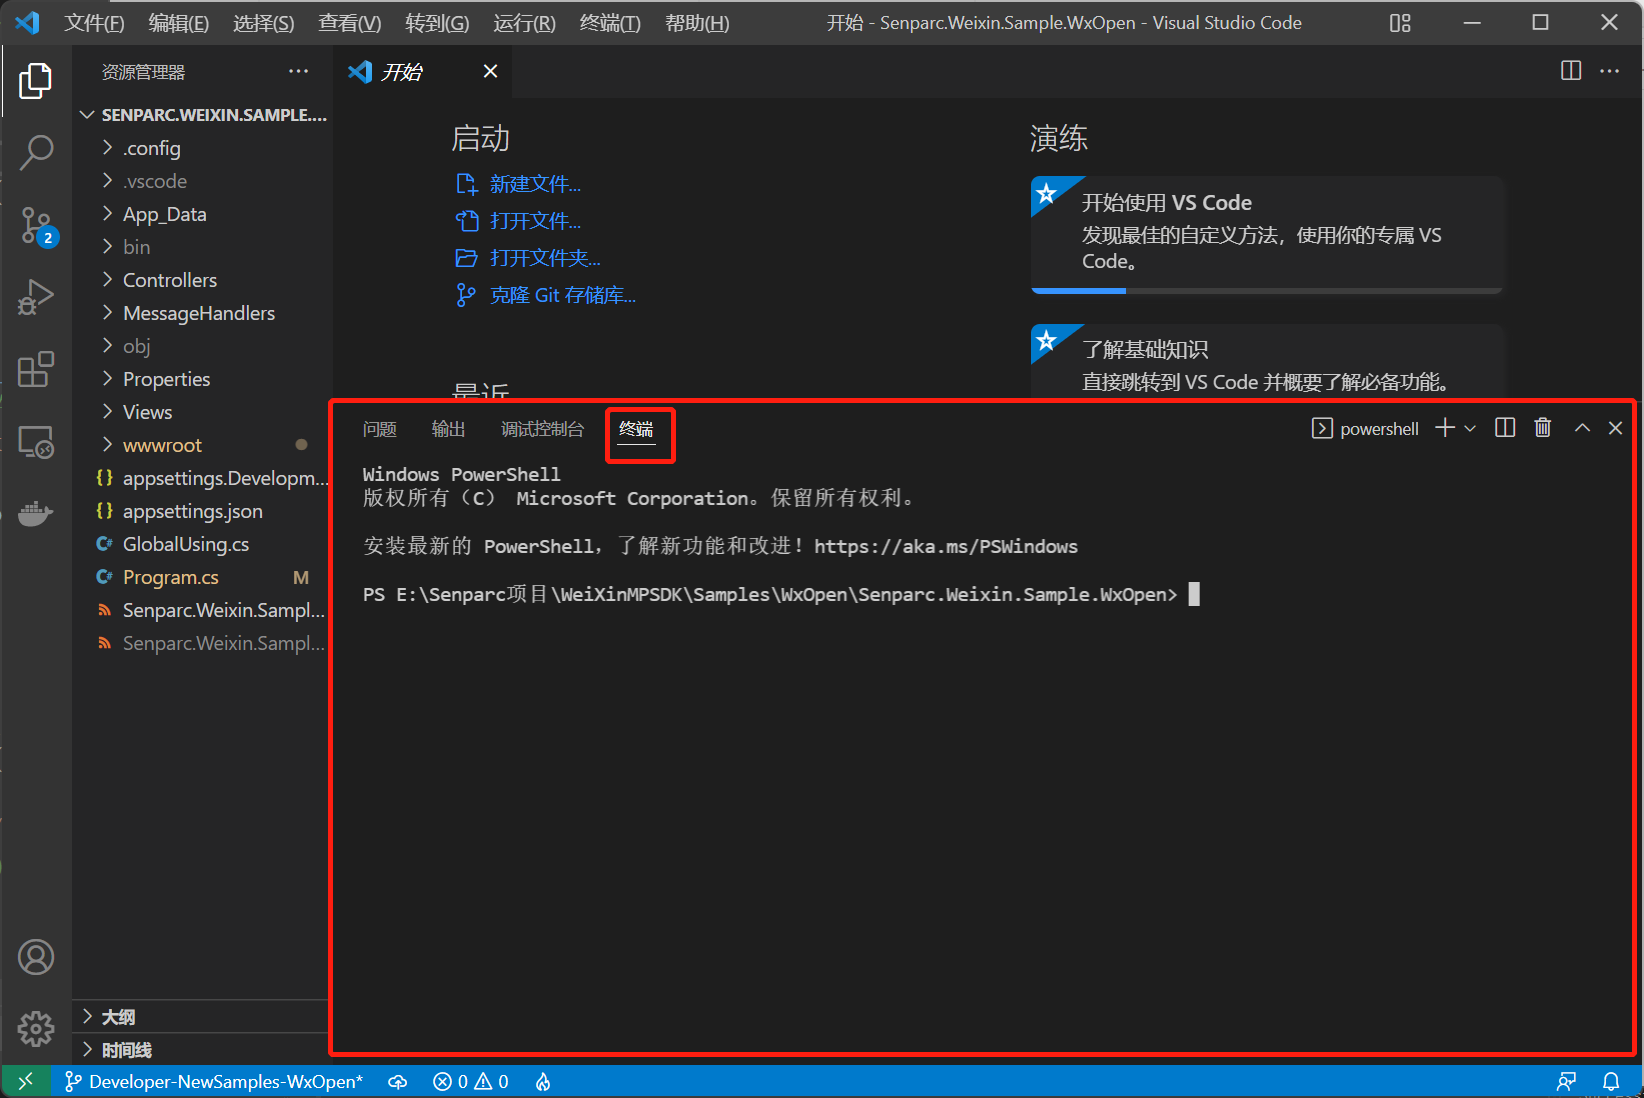 文件(F) 编辑(E) 选择(S) 查看(V) 转到(G) 运行(R) 终端(T) 帮助(H) 开始 - Senparc.Weixin.Sample.WxOpen - Visual Studio Code
资源管理器
开始
SENPARC.WEIXIN.SAMPLE....
.config
.vscode
App_Data
bin
Controllers
MessageHandlers
obj
Properties
Views
wwwroot
{} appsettings.Developm...
{} appsettings.json
C# GlobalUsing.cs
C# Program.cs M
Senparc.Weixin.Sampl...
Senparc.Weixin.Sampl...
大纲
时间线
2
启动
新建文件...
打开文件...
打开文件夹...
克隆 Git 存储库...
最近
演练
开始使用 VS Code
发现最佳的自定义方法，使用你的专属 VS
Code。
了解基础知识
直接跳转到 VS Code 并概要了解必备功能。
问题 输出 调试控制台 终端 powershell
Windows PowerShell
版权所有（C） Microsoft Corporation。保留所有权利。
安装最新的 PowerShell，了解新功能和改进！https://aka.ms/PSWindows
PS E:\Senparc项目\WeiXinMPSDK\Samples\WxOpen\Senparc.Weixin.Sample.WxOpen>
Developer-NewSamples-WxOpen* 0 0